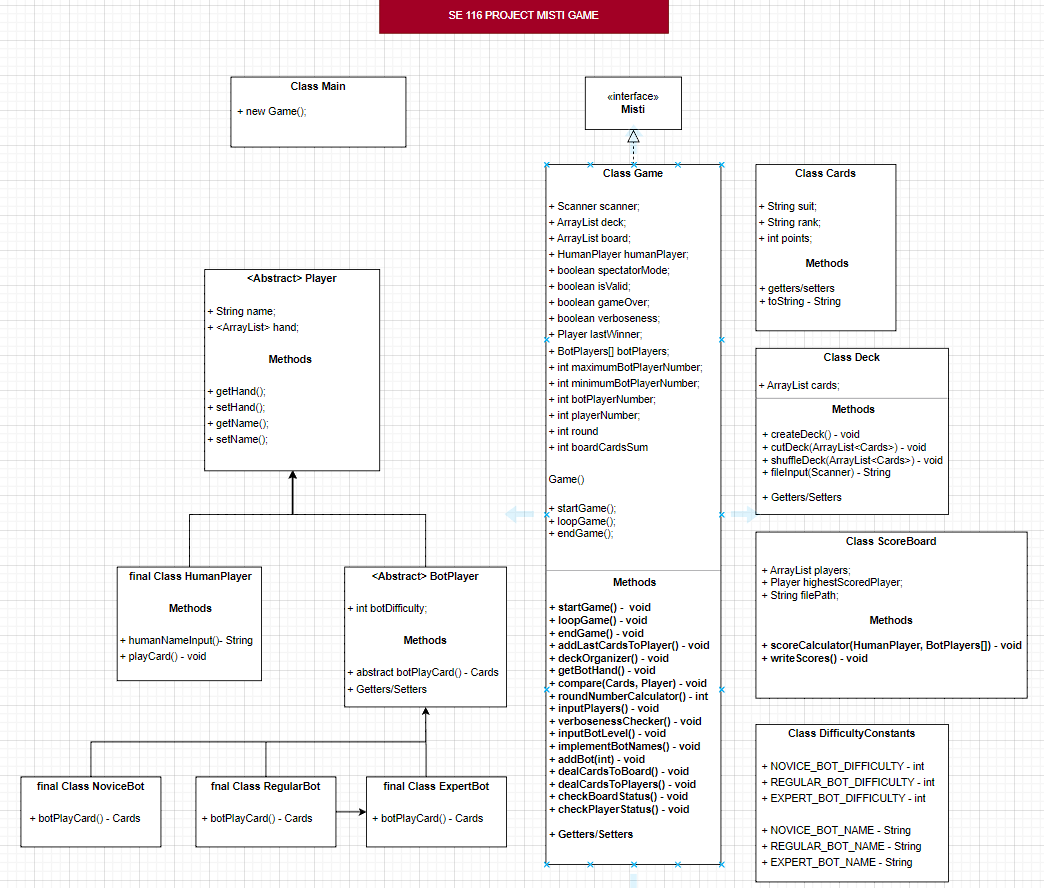 SE 116 PROJECT MISTI GAME
Class Main
+ new Game();
«interface»
Misti
Class Game
+ Scanner scanner;
+ ArrayList deck;
+ ArrayList board;
+ HumanPlayer humanPlayer;
+ boolean spectatorMode;
+ boolean isValid;
+ boolean gameOver;
+ boolean verboseness;
+ Player lastWinner;
+ BotPlayers[] botPlayers;
+ int maximumBotPlayerNumber;
+ int minimumBotPlayerNumber;
+ int botPlayerNumber;
+ int playerNumber;
+ int round
+ int boardCardsSum
Game()
+ startGame();
+ loopGame();
+ endGame();
Methods
+ startGame() - void
+ loopGame() - void
+ endGame() - void
+ addLastCardsToPlayer() - void
+ deckOrganizer() - void
+ getBotHand() - void
+ compare(Cards, Player) - void
+ roundNumberCalculator() - int
+ inputPlayers() - void
+ verbosenessChecker() - void
+ inputBotLevel() - void
+ implementBotNames() - void
+ addBot(int) - void
+ dealCardsToBoard() - void
+ dealCardsToPlayers() - void
+ checkBoardStatus() - void
+ checkPlayerStatus() - void
+ Getters/Setters
Class Cards
+ String suit;
+ String rank;
+ int points;
Methods
+ getters/setters
+ toString - String
Class Deck
+ ArrayList cards;
Methods
+ createDeck() - void
+ cutDeck(ArrayList<Cards>) - void
+ shuffleDeck(ArrayList<Cards>) - void
+ fileInput(Scanner) - String
+ Getters/Setters
Class ScoreBoard
+ ArrayList players;
+ Player highestScoredPlayer;
+ String filePath;
Methods
+ scoreCalculator(HumanPlayer, BotPlayers[]) - void
+ writeScores() - void
Class DifficultyConstants
+ NOVICE_BOT_DIFFICULTY - int
+ REGULAR_BOT_DIFFICULTY - int
+ EXPERT_BOT_DIFFICULTY - int
+ NOVICE_BOT_NAME - String
+ REGULAR_BOT_NAME - String
+ EXPERT_BOT_NAME - String
<Abstract> Player
+ String name;
+ <ArrayList> hand;
Methods
+ getHand();
+ setHand();
+ getName();
+ setName();
final Class HumanPlayer
Methods
+ humanNameInput()- String
+ playCard() - void
<Abstract> BotPlayer
+ int botDifficulty;
Methods
+ abstract botPlayCard() - Cards
+ Getters/Setters
final Class NoviceBot
+ botPlayCard() - Cards
fnal Class RegularBot
+ botPlayCard() - Cards
final Class ExpertBot
+ botPlayCard() - Cards